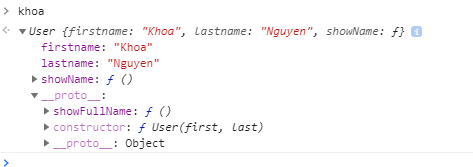 > khoa
<· ▼ User {firstname: "Khoa", lastname: "Nguyen", showName: ƒ} i
firstname: "Khoa"
lastname: "Nguyen"
▶ showName: ƒ ()
▼ __proto__:
▶ showFullName: ƒ ()
▶ constructor: ƒ User(first, last)
▶ __proto__: Object
>